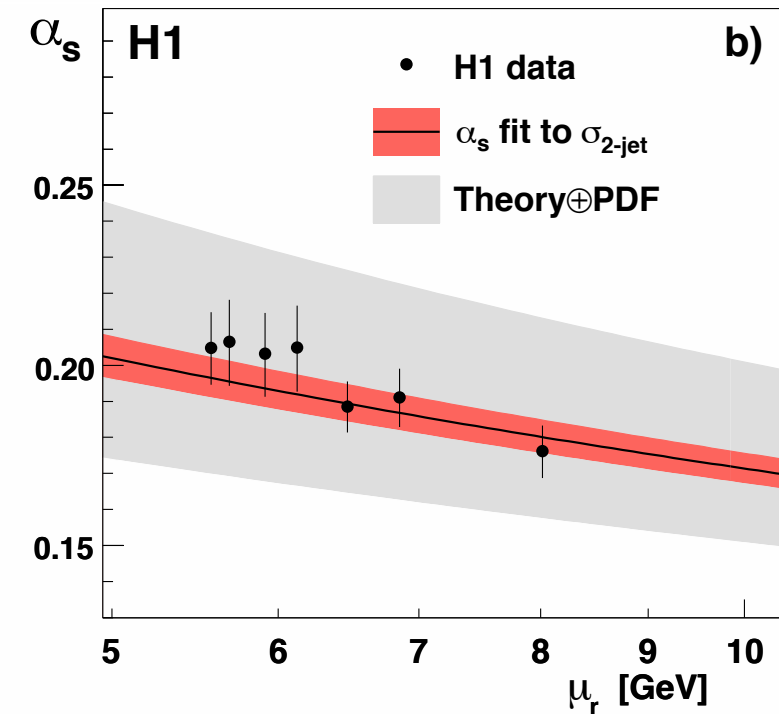 αs H1 b)
H1 data
αs fit to σ2-jet
Theory⊕PDF
0.25
0.20
0.15
5 6 7 8 9 10
μr [GeV]